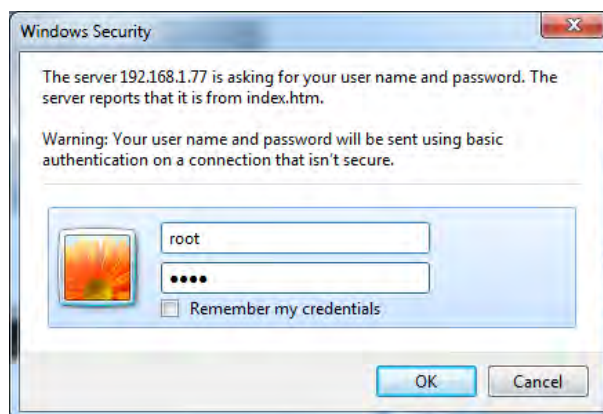 Windows Security
The server 192.168.1.77 is asking for your user name and password. The
server reports that it is from index.htm.
Warning: Your user name and password will be sent using basic
authentication on a connection that isn't secure.
root
●●●●
Remember my credentials
OK
Cancel